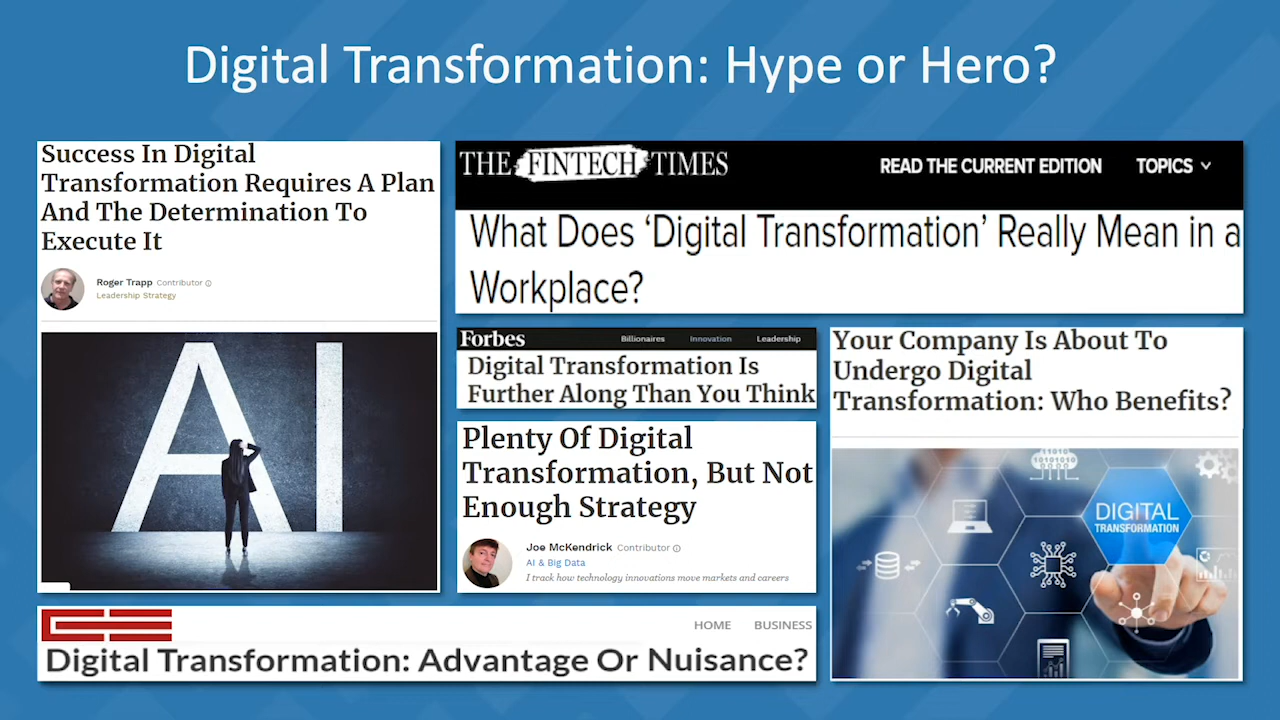 Digital Transformation: Hype or Hero?
Success In Digital
Transformation Requires A Plan
And The Determination To
Execute It
Roger Trapp Contributor
Leadership Strategy
AI
THE FINTECH TIMES
READ THE CURRENT EDITION TOPICS
What Does ‘Digital Transformation’ Really Mean in a
Workplace?
Forbes
Billionaires Innovation Leadership
Digital Transformation Is
Further Along Than You Think
Plenty Of Digital
Transformation, But Not
Enough Strategy
Joe McKendrick Contributor
AI & Big Data
I track how technology innovations move markets and careers
Your Company Is About To
Undergo Digital
Transformation: Who Benefits?
10101010
DIGITAL
TRANSFORMATION
CE
HOME BUSINESS
Digital Transformation: Advantage Or Nuisance?